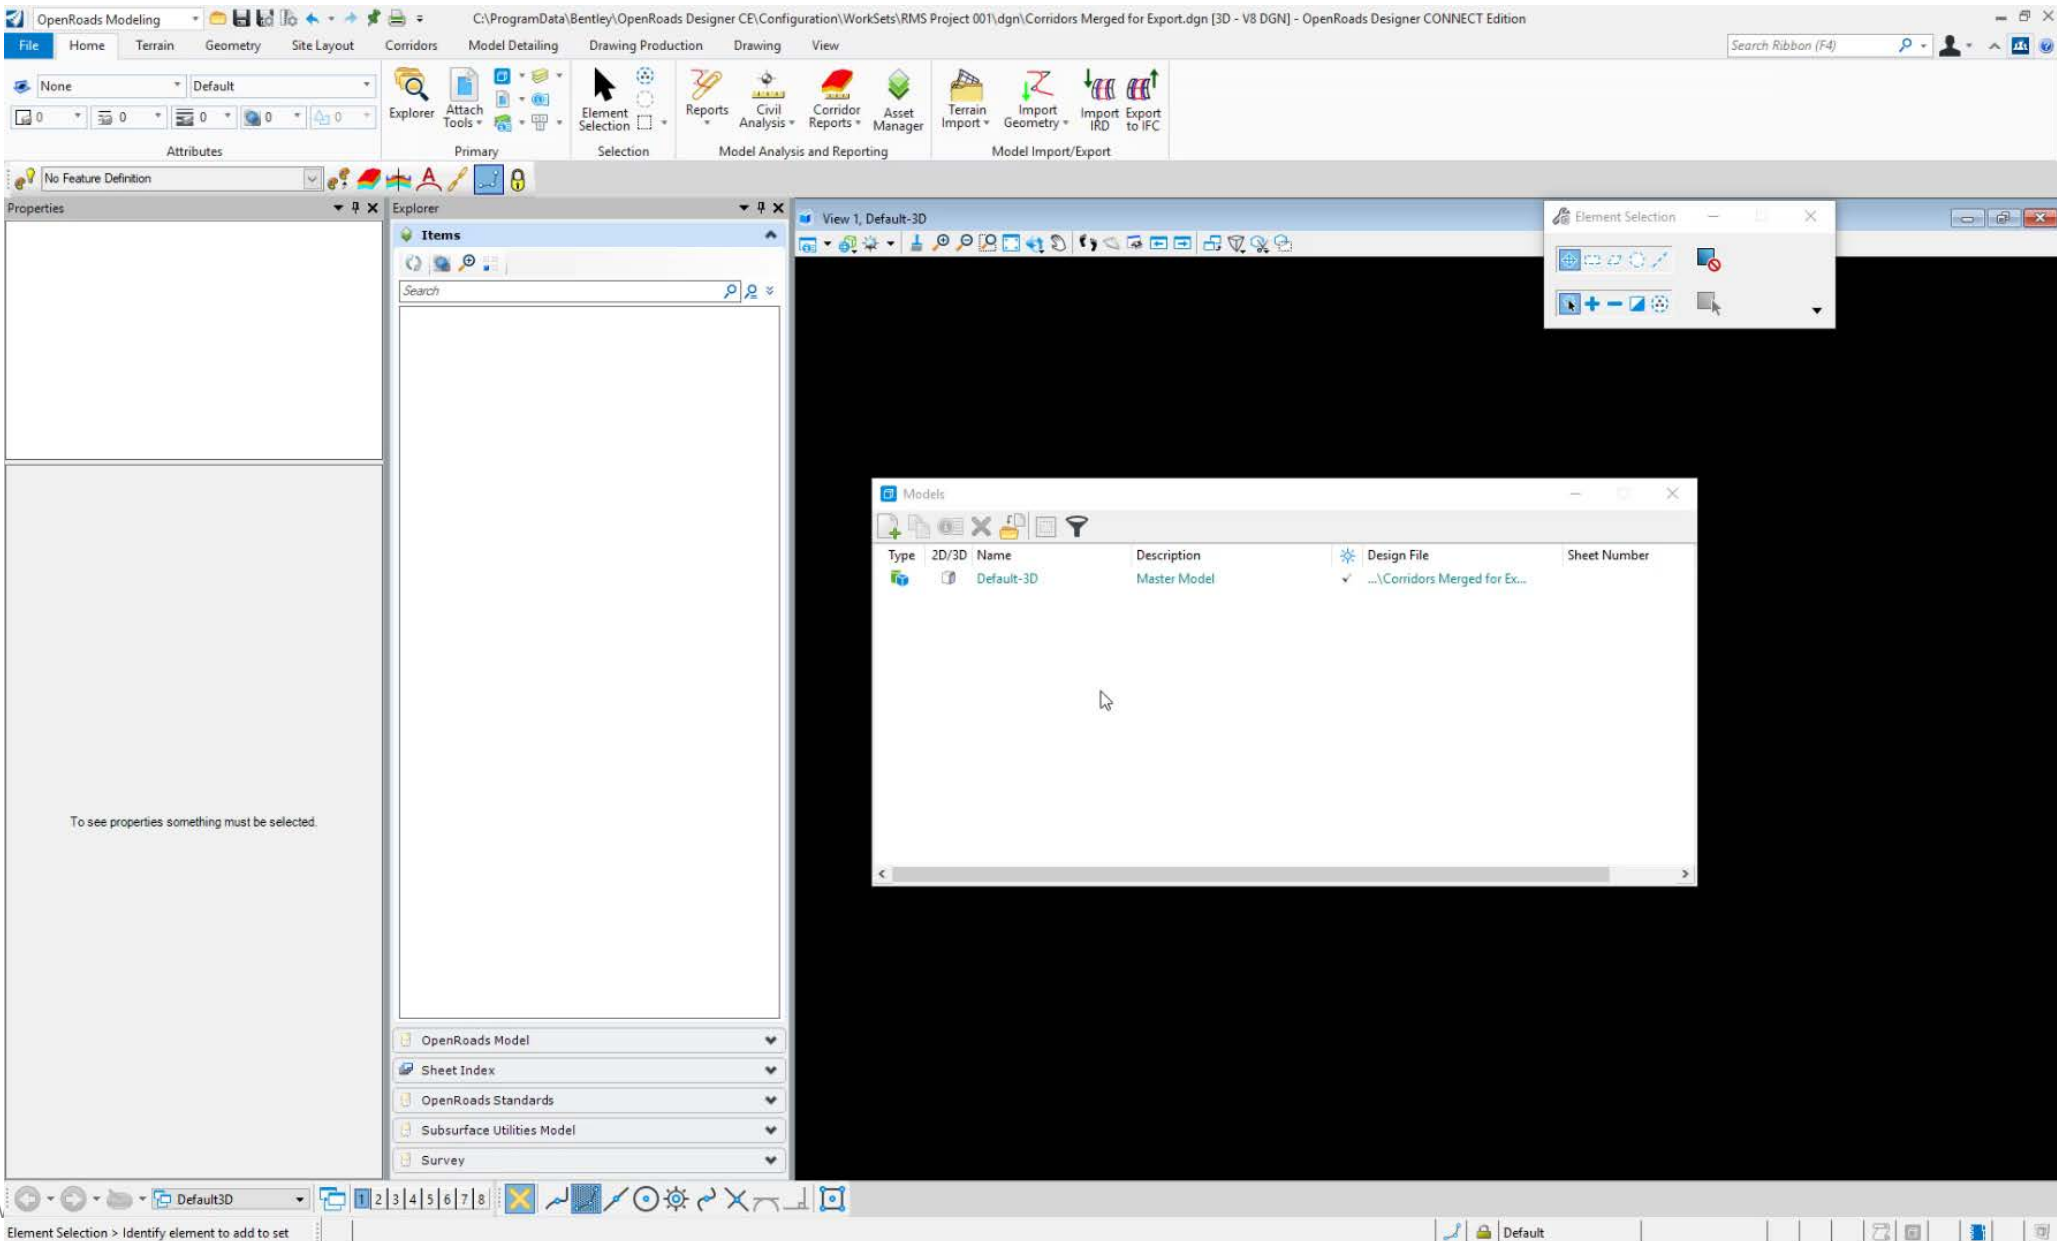 OpenRoads Modeling
C:\ProgramData\Bentley\OpenRoads Designer CE\Configuration\WorkSets\RMS Project 001\dgn\Corridors Merged for Export.dgn [3D - V8 DGN] - OpenRoads Designer CONNECT Edition
File Home Terrain Geometry Site Layout Corridors Model Detailing Drawing Production Drawing View
Search Ribbon (F4)
None Default
0 0 0 0 0
Explorer
Attach Tools
Element Selection
Reports
Civil Analysis
Corridor Reports
Asset Manager
Terrain Import
Import Geometry
Import IRD
Export to IFC
Attributes Primary Selection Model Analysis and Reporting Model Import/Export
No Feature Definition
Properties
To see properties something must be selected.
Explorer
Items
Search
OpenRoads Model
Sheet Index
OpenRoads Standards
Subsurface Utilities Model
Survey
View 1, Default-3D
Element Selection
Models
Type 2D/3D Name Description Design File Sheet Number
Default-3D Master Model ...\Corridors Merged for Ex...
Default3D
1 2 3 4 5 6 7 8
Element Selection > Identify element to add to set
Default